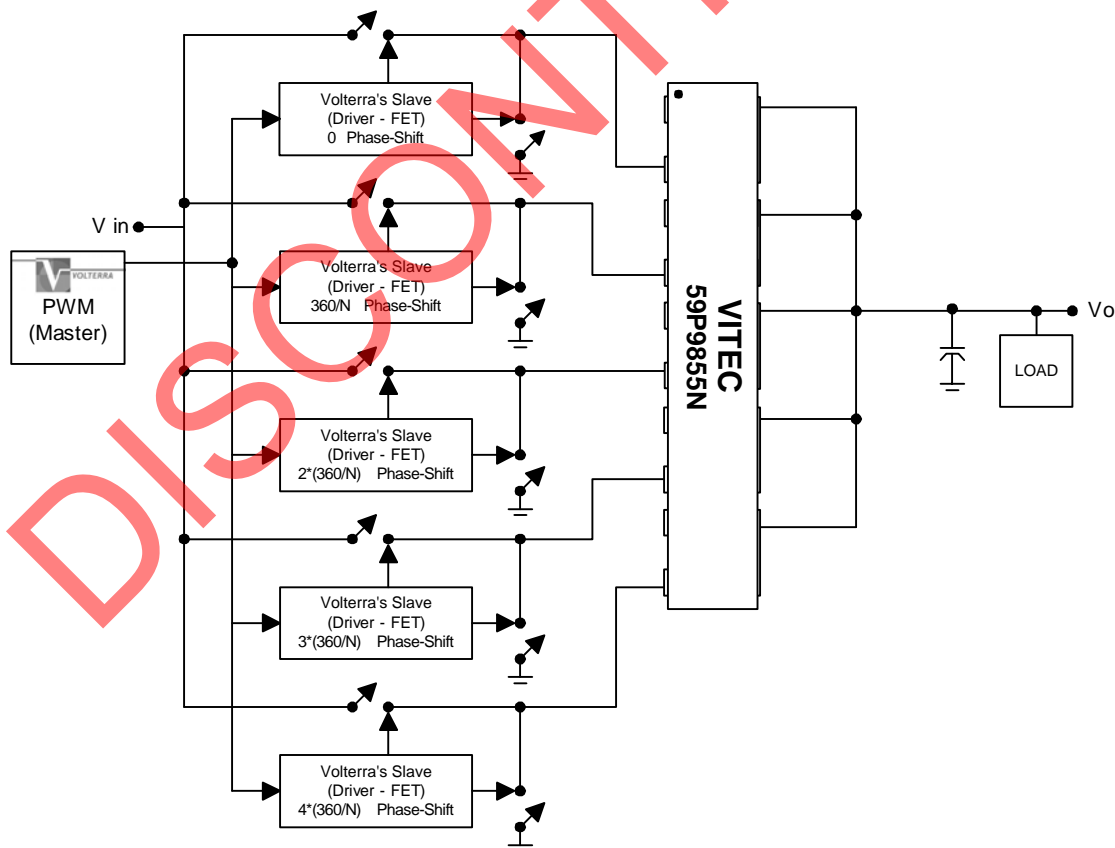 Volterra's Slave
(Driver - FET)
0 Phase-Shift
V in
VOLTERRA
PWM
(Master)
Volterra's Slave
(Driver - FET)
360/N Phase-Shift
VITEC
59P9855N
Vo
LOAD
Volterra's Slave
(Driver - FET)
2*(360/N) Phase-Shift
Volterra's Slave
(Driver - FET)
3*(360/N) Phase-Shift
Volterra's Slave
(Driver - FET)
4*(360/N) Phase-Shift
DISCONT